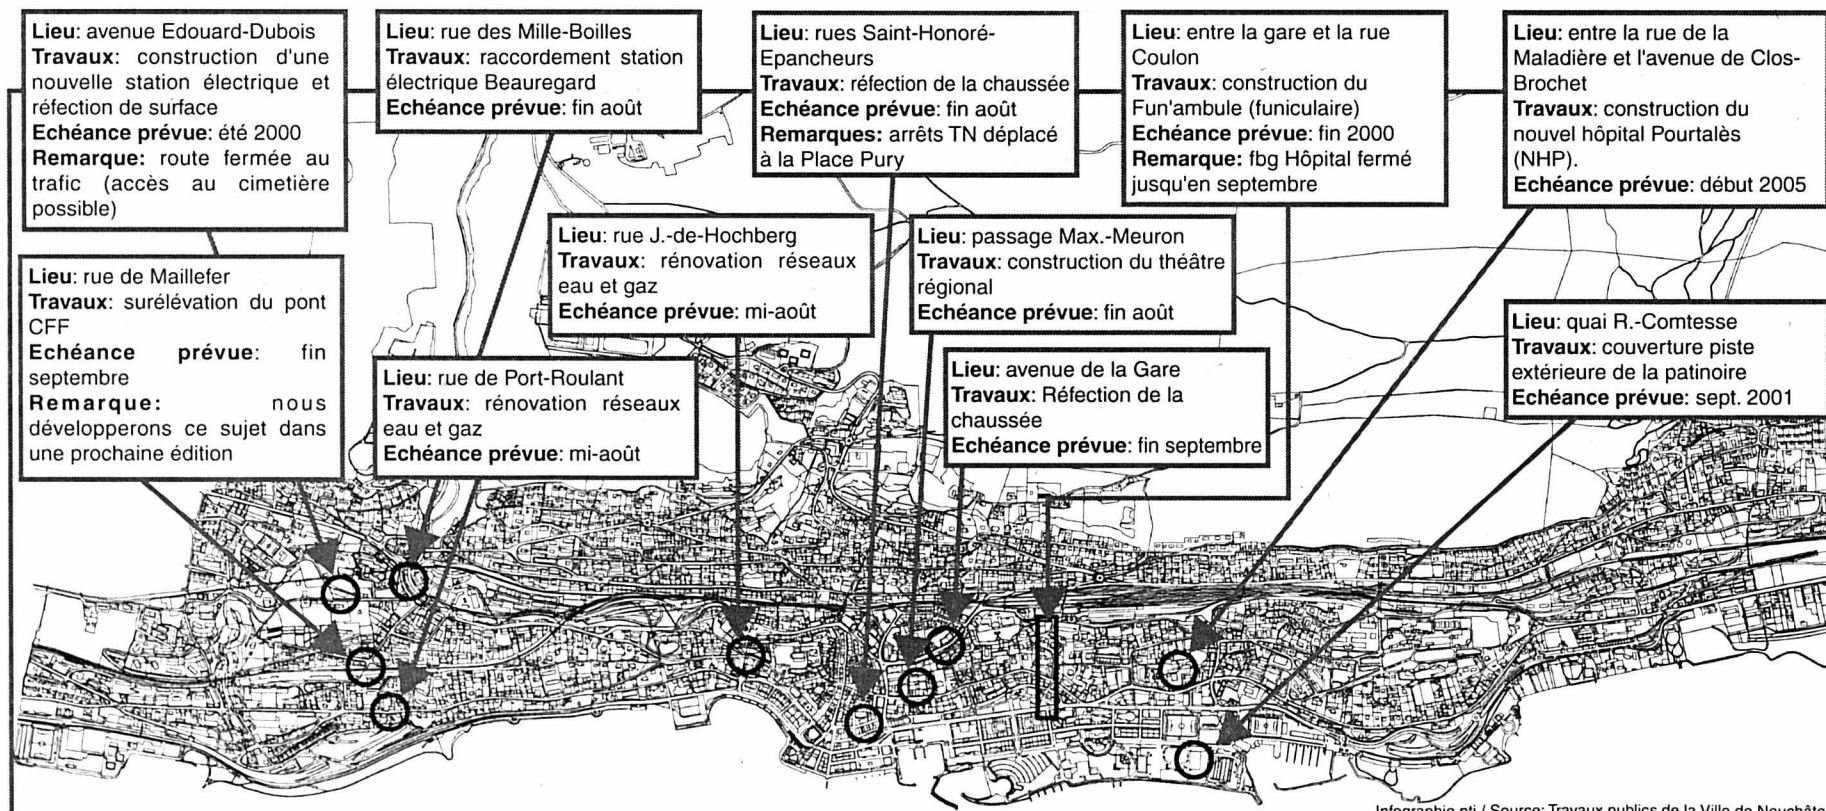 Lieu: avenue Edouard-Dubois
Travaux: construction d'une
nouvelle station électrique et
réfection de surface
Echéance prévue: été 2000
Remarque: route fermée au
trafic (accès au cimetière
possible)
Lieu: rue des Mille-Boilles
Travaux: raccordement station
électrique Beauregard
Echéance prévue: fin août
Lieu: rues Saint-Honoré-
Epancheurs
Travaux: réfection de la chaussée
Echéance prévue: fin août
Remarques: arrêts TN déplacé
à la Place Pury
Lieu: entre la gare et la rue
Coulon
Travaux: construction du
Fun'ambule (funiculaire)
Echéance prévue: fin 2000
Remarque: fbg Hôpital fermé
jusqu'en septembre
Lieu: entre la rue de la
Maladière et l'avenue de Clos-
Brochet
Travaux: construction du
nouvel hôpital Pourtalès
(NHP).
Echéance prévue: début 2005
Lieu: rue de Maillefer
Travaux: surélévation du pont
CFF
Echéance prévue: fin
septembre
Remarque: nous
développerons ce sujet dans
une prochaine édition
Lieu: rue J.-de-Hochberg
Travaux: rénovation réseaux
eau et gaz
Echéance prévue: mi-août
Lieu: passage Max.-Meuron
Travaux: construction du théâtre
régional
Echéance prévue: fin août
Lieu: rue de Port-Roulant
Travaux: rénovation réseaux
eau et gaz
Echéance prévue: mi-août
Lieu: avenue de la Gare
Travaux: Réfection de la
chaussée
Echéance prévue: fin septembre
Lieu: quai R.-Comtesse
Travaux: couverture piste
extérieure de la patinoire
Echéance prévue: sept. 2001
Infographie pti / Source: Travaux publics de la Ville de Neuchâte